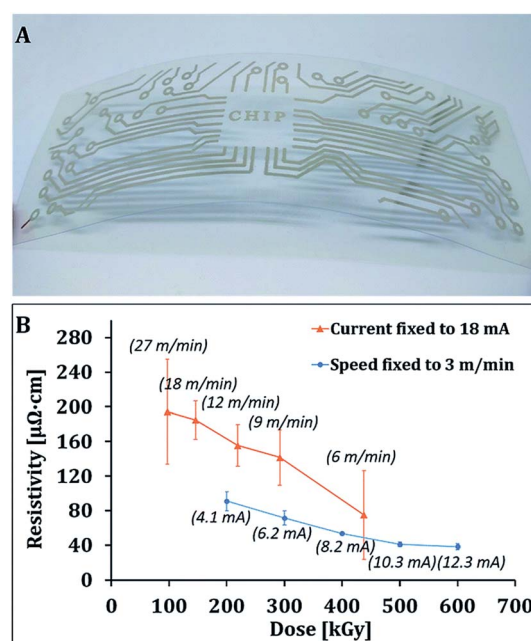 A
CHIP
B
280
240
200
160
120
80
40
0
Resistivity [µΩ·cm]
Current fixed to 18 mA
Speed fixed to 3 m/min
(27 m/min)
(18 m/min)
(12 m/min)
(9 m/min)
(6 m/min)
(4.1 mA)
(6.2 mA)
(8.2 mA)
(10.3 mA)
(12.3 mA)
0 100 200 300 400 500 600 700
Dose [kGy]